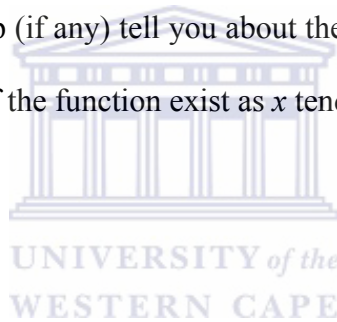 p (if any) tell you about the
f the function exist as x tend
UNIVERSITY of the
WESTERN CAPE